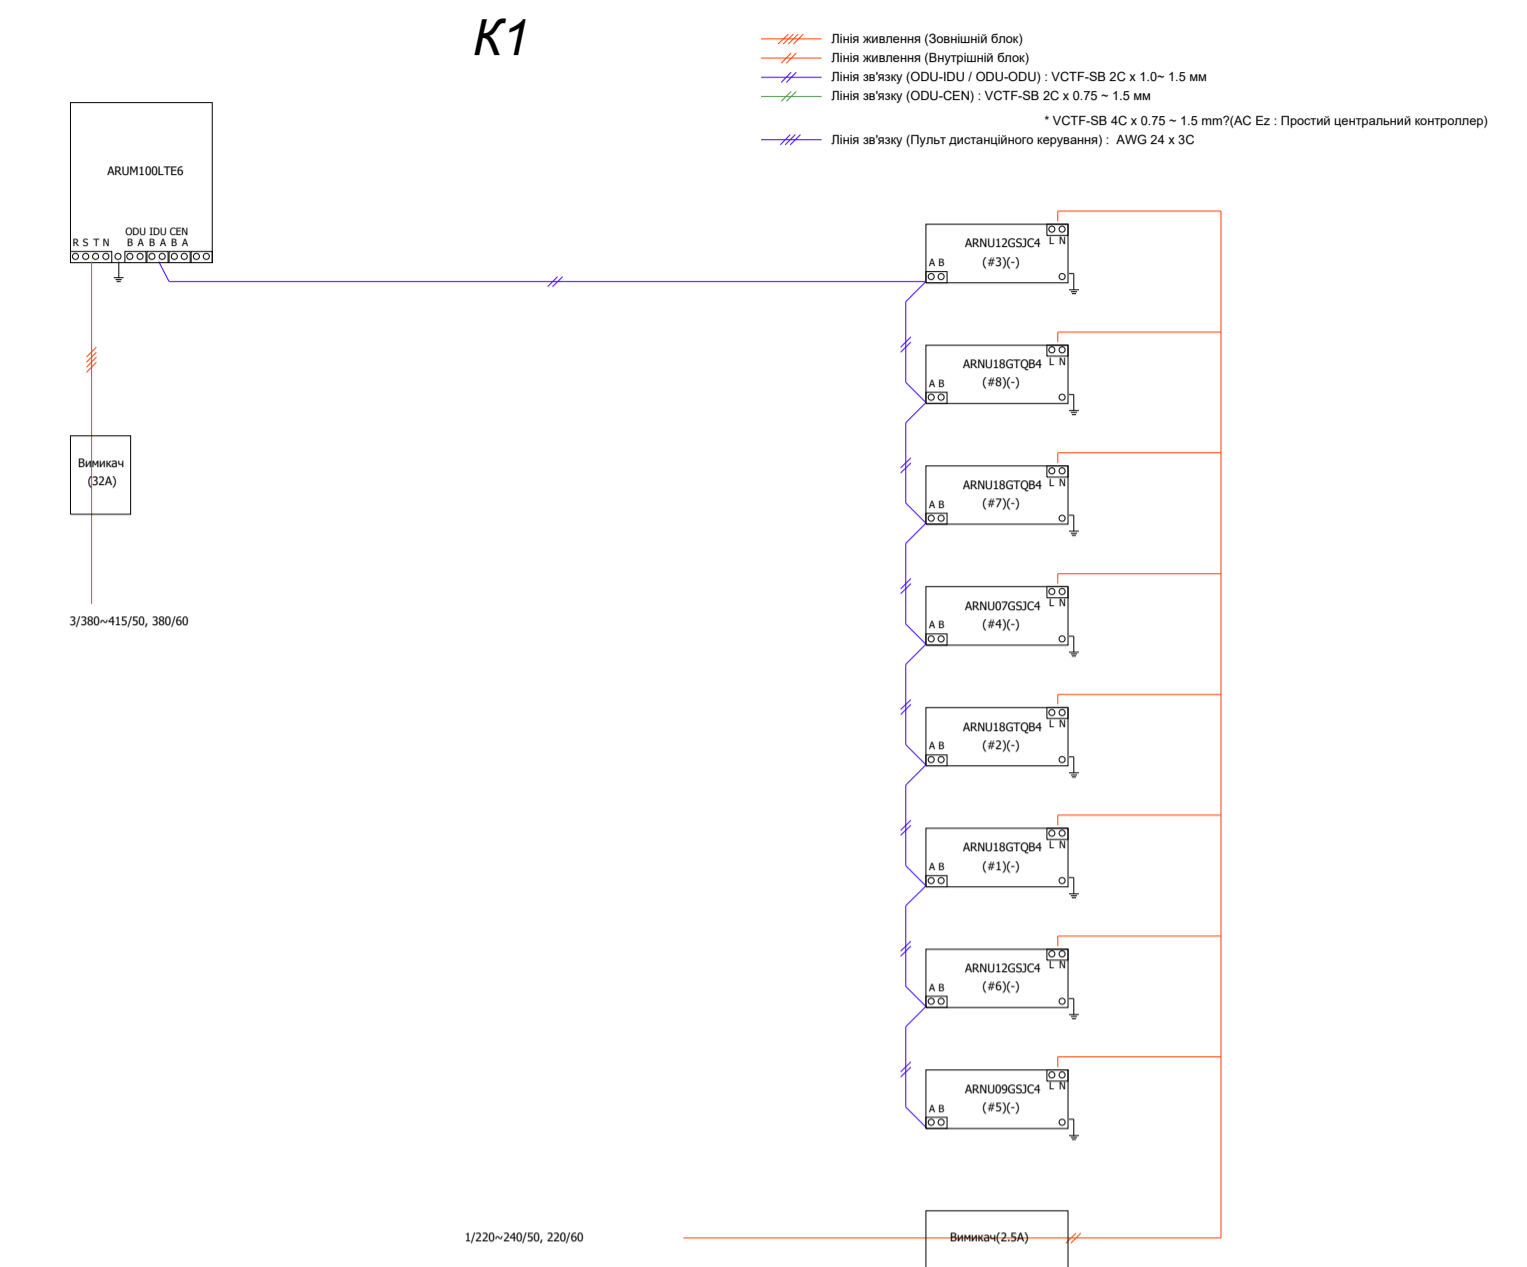 К1
Лінія живлення (Зовнішній блок)
Лінія живлення (Внутрішній блок)
Лінія зв'язку (ODU-IDU / ODU-ODU) : VCTF-SB 2C x 1.0~ 1.5 мм
Лінія зв'язку (ODU-CEN) : VCTF-SB 2C x 0.75 ~ 1.5 мм
* VCTF-SB 4C x 0.75 ~ 1.5 mm?(AC Ez : Простий центральний контроллер)
Лінія зв'язку (Пульт дистанційного керування) : AWG 24 x 3C
ARUM100LTE6
ODU IDU CEN
R S T N B A B A B A
Вимикач
(32A)
3/380~415/50, 380/60
ARNU12GSJC4
L N
(#3)(-)
A B
ARNU18GTQB4
L N
(#8)(-)
A B
ARNU18GTQB4
L N
(#7)(-)
A B
ARNU07GSJC4
L N
(#4)(-)
A B
ARNU18GTQB4
L N
(#2)(-)
A B
ARNU18GTQB4
L N
(#1)(-)
A B
ARNU12GSJC4
L N
(#6)(-)
A B
ARNU09GSJC4
L N
(#5)(-)
A B
1/220~240/50, 220/60
Вимикач(2.5A)